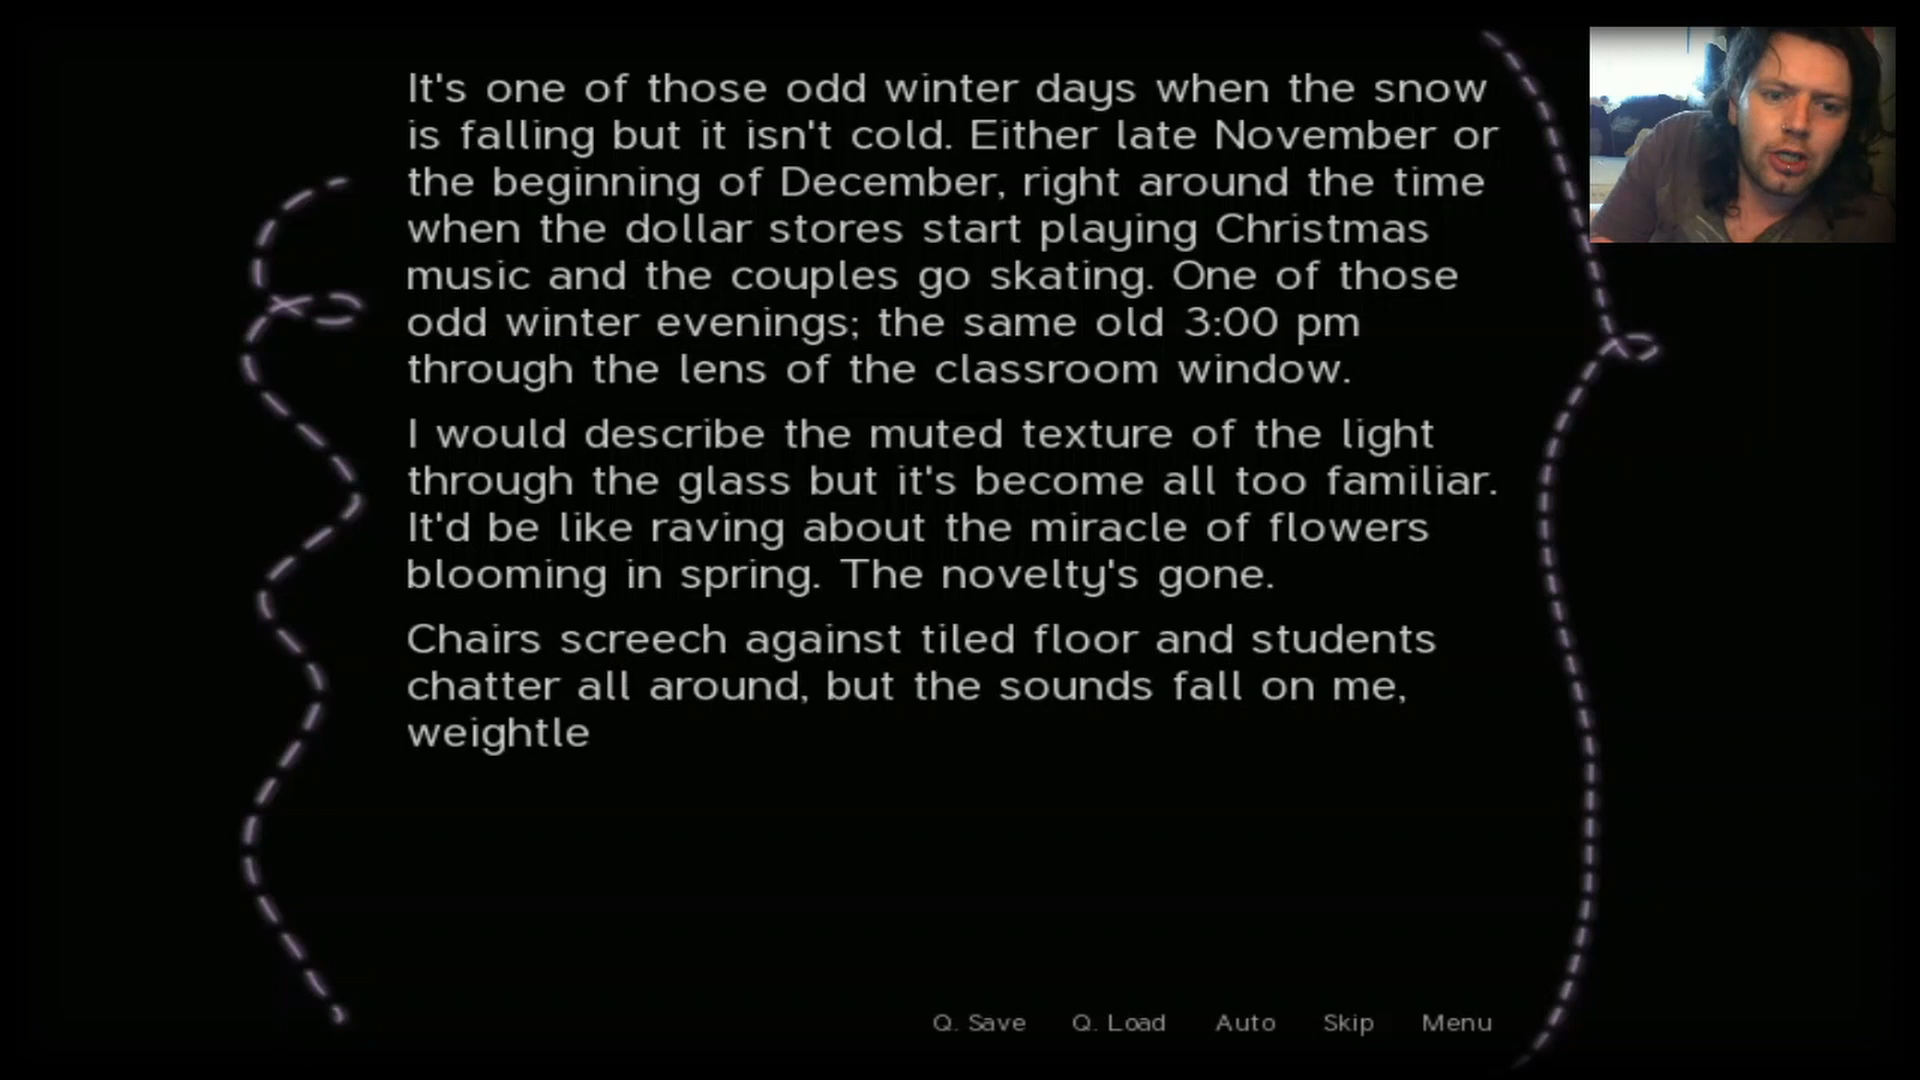 It's one of those odd winter days when the snow
is falling but it isn't cold. Either late November or
the beginning of December, right around the time
when the dollar stores start playing Christmas
music and the couples go skating. One of those
odd winter evenings; the same old 3:00 pm
through the lens of the classroom window.
I would describe the muted texture of the light
through the glass but it's become all too familiar.
It'd be like raving about the miracle of flowers
blooming in spring. The novelty's gone.
Chairs screech against tiled floor and students
chatter all around, but the sounds fall on me,
weightle
Q. Save Q. Load Auto Skip Menu